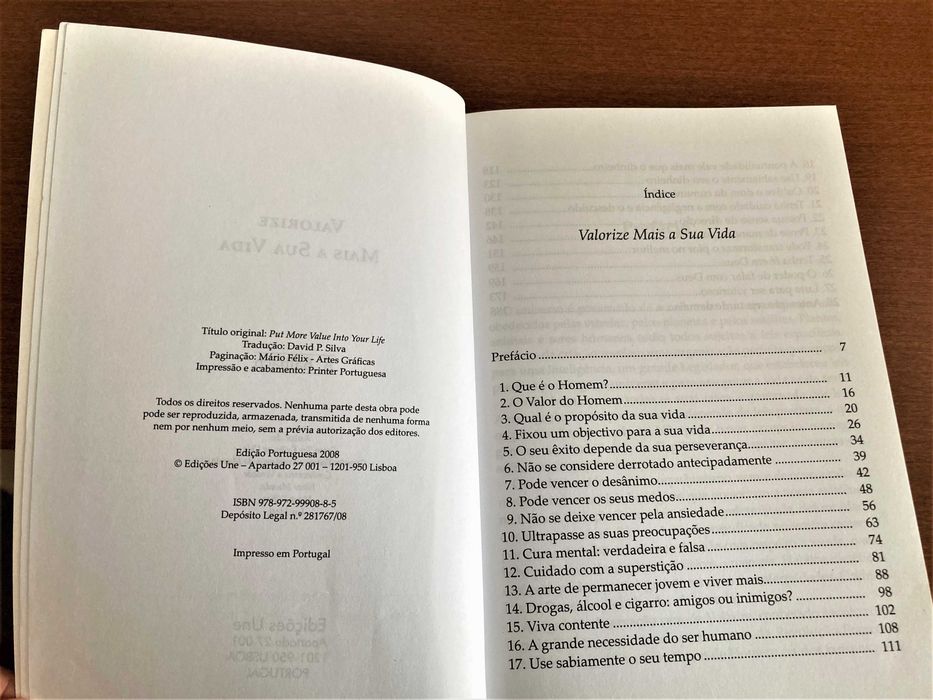 Título original: Put More Value Into Your Life
Tradução: David P. Silva
Paginação: Mário Félix - Artes Gráficas
Impressão e acabamento: Printer Portuguesa
Todos os direitos reservados. Nenhuma parte desta obra pode
pode ser reproduzida, armazenada, transmitida de nenhuma forma
nem por nenhum meio, sem a prévia autorização dos editores.
Edição Portuguesa 2008
© Edições Une – Apartado 27 001 – 1201-950 Lisboa
ISBN 978-972-99908-8-5
Depósito Legal n.º 281767/08
Impresso em Portugal
Índice
Valorize Mais a Sua Vida
Prefácio ........ 7
1. Que é o Homem? ........ 11
2. O Valor do Homem ........ 16
3. Qual é o propósito da sua vida ........ 20
4. Fixou um objectivo para a sua vida ........ 26
5. O seu êxito depende da sua perseverança ........ 34
6. Não se considere derrotado antecipadamente ........ 39
7. Pode vencer o desânimo ........ 42
8. Pode vencer os seus medos ........ 48
9. Não se deixe vencer pela ansiedade ........ 56
10. Ultrapasse as suas preocupações ........ 63
11. Cura mental: verdadeira e falsa ........ 74
12. Cuidado com a superstição ........ 81
13. A arte de permanecer jovem e viver mais ........ 88
14. Drogas, álcool e cigarro: amigos ou inimigos? ........ 98
15. Viva contente ........ 102
16. A grande necessidade do ser humano ........ 108
17. Use sabiamente o seu tempo ........ 111